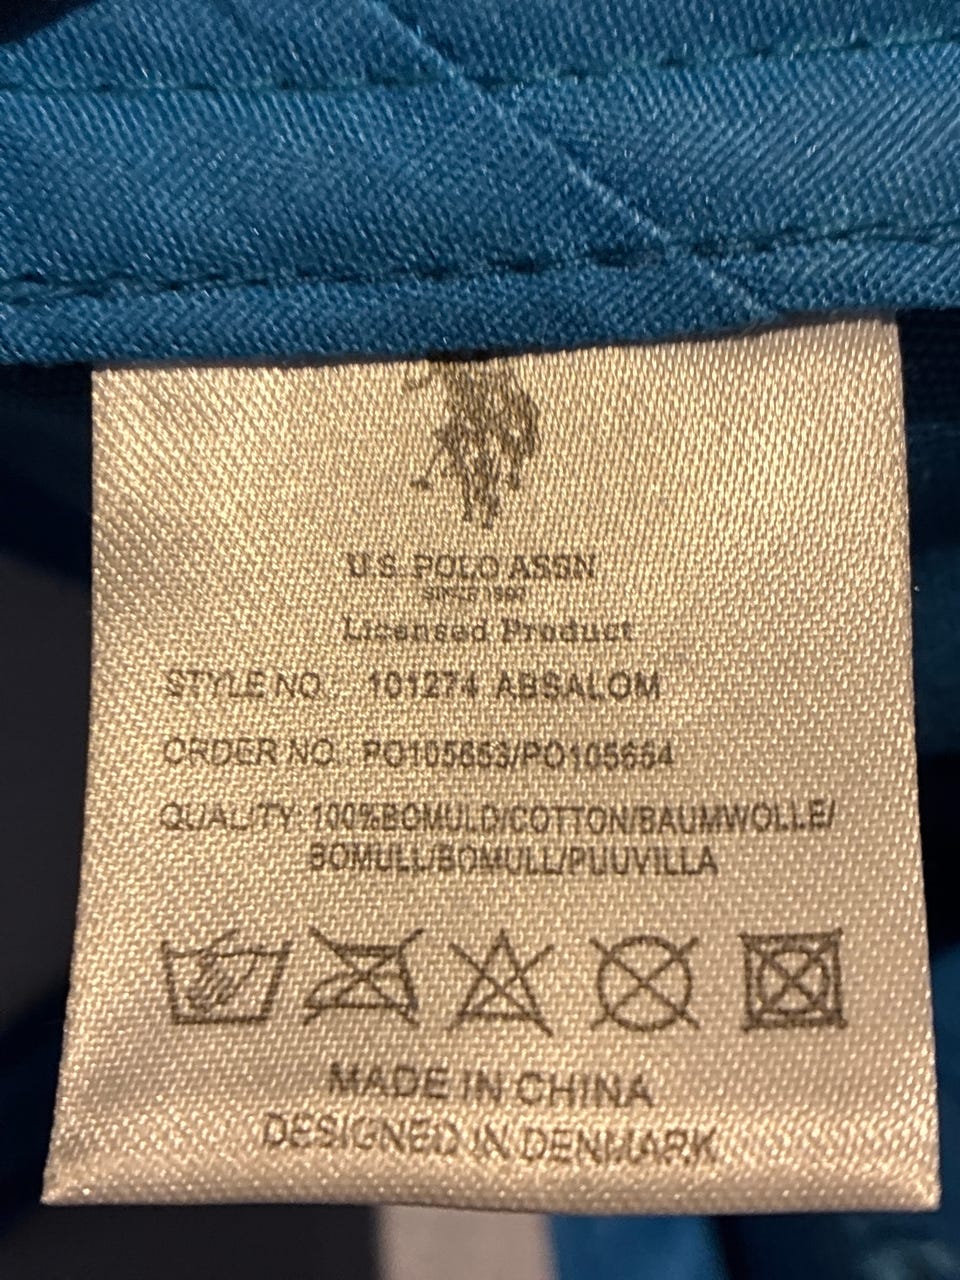 U.S. POLO ASSN
SINCE 1890
Licensed Product
STYLE NO.: 101274 ABSALOM
ORDER NO.: PO105653/PO105654
QUALITY: 100%BOMULD/COTTON/BAUMWOLLE/
BOMULL/BOMULL/PUUVILLA
MADE IN CHINA
DESIGNED IN DENMARK